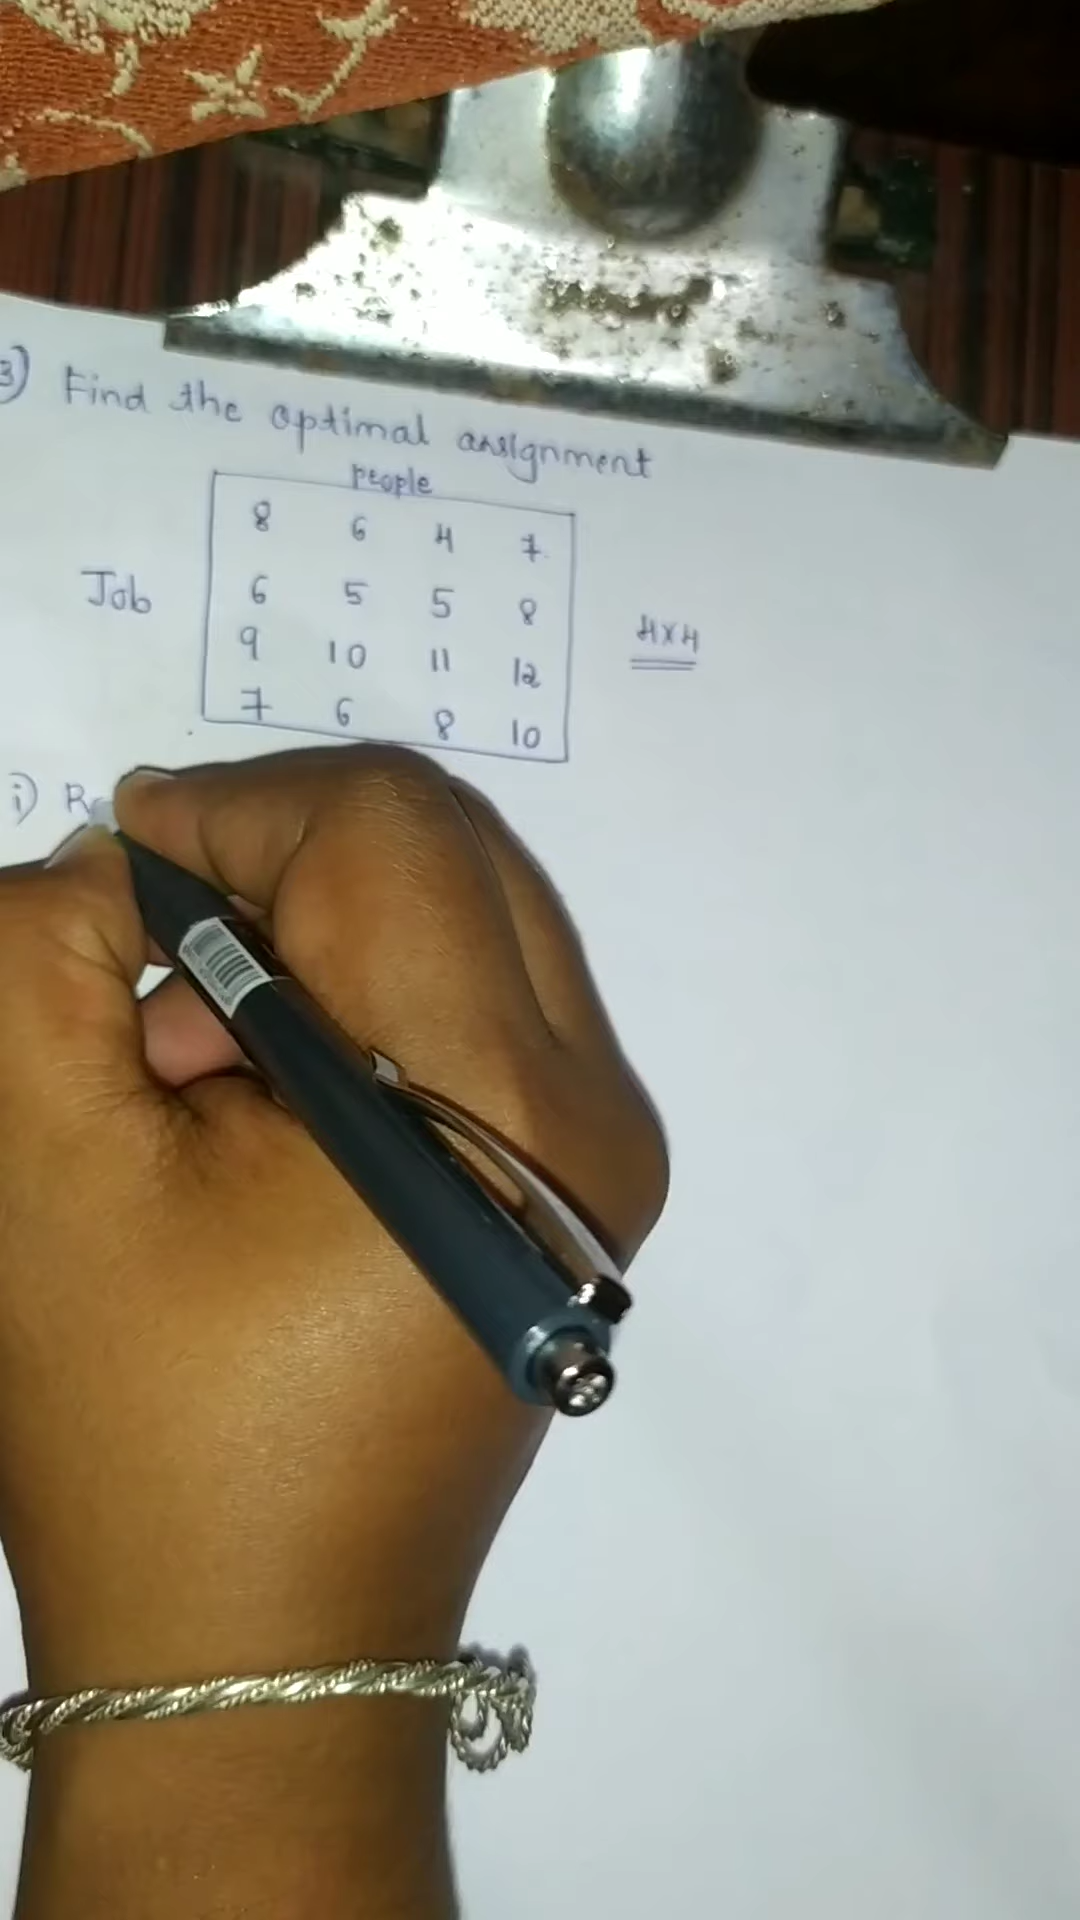 3) Find the optimal assignment
people
8 6 4 7
Job 6 5 5 8 4x4
9 10 11 12
7 6 8 10
i) R